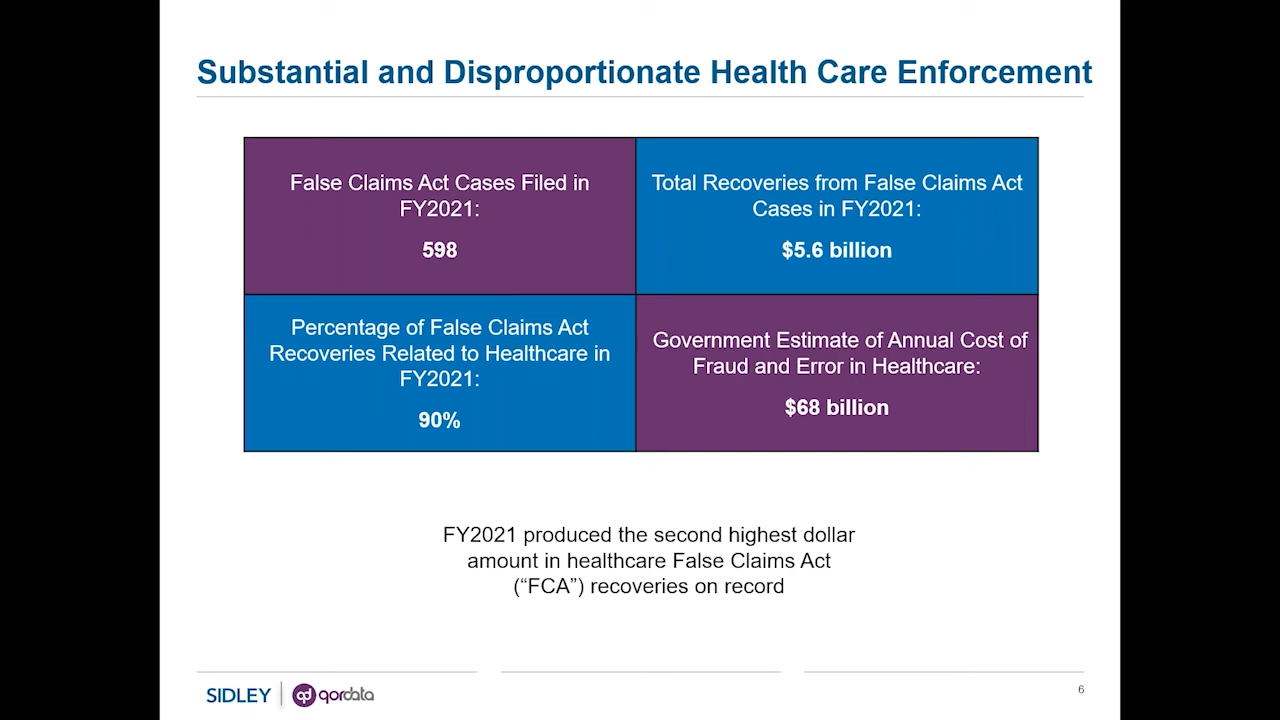 Substantial and Disproportionate Health Care Enforcement
False Claims Act Cases Filed in
FY2021:
598
Total Recoveries from False Claims Act
Cases in FY2021:
$5.6 billion
Percentage of False Claims Act
Recoveries Related to Healthcare in
FY2021:
90%
Government Estimate of Annual Cost of
Fraud and Error in Healthcare:
$68 billion
FY2021 produced the second highest dollar
amount in healthcare False Claims Act
(“FCA”) recoveries on record
SIDLEY
qd qordata
6